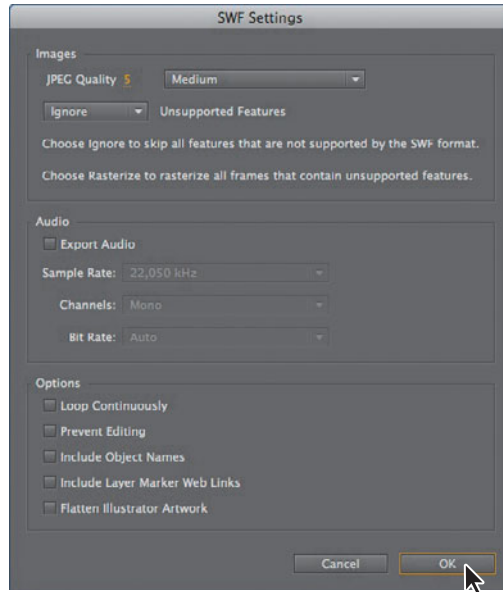 SWF Settings
Images
JPEG Quality 5 Medium
Ignore Unsupported Features
Choose Ignore to skip all features that are not supported by the SWF format.
Choose Rasterize to rasterize all frames that contain unsupported features.
Audio
Export Audio
Sample Rate: 22,050 kHz
Channels: Mono
Bit Rate: Auto
Options
Loop Continuously
Prevent Editing
Include Object Names
Include Layer Marker Web Links
Flatten Illustrator Artwork
Cancel OK